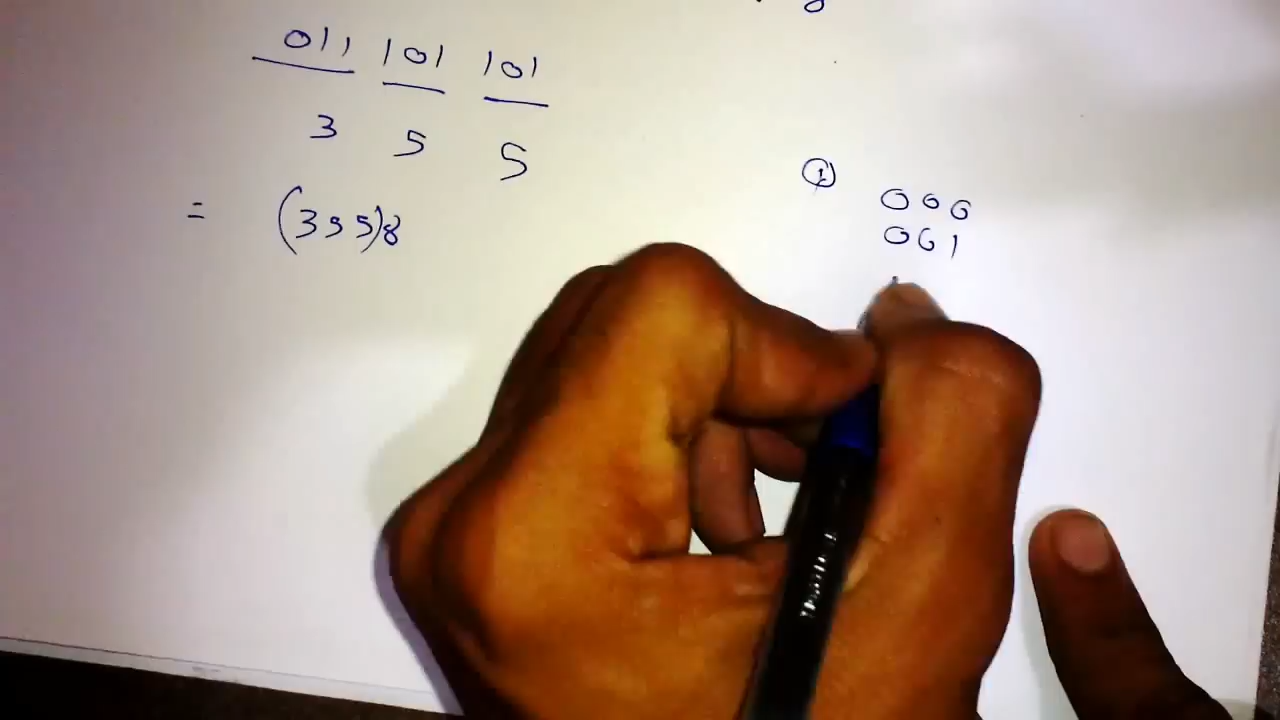 011 101 101
3 5 5
= (355)8
① 000
001